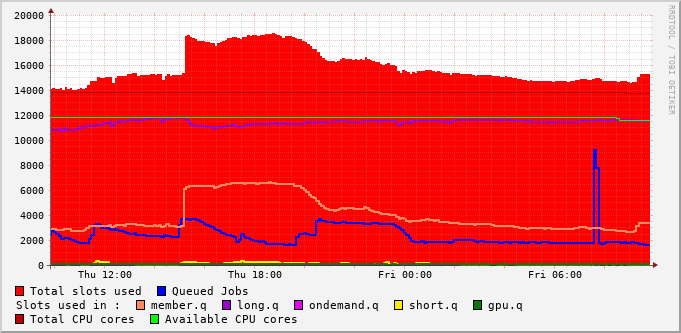 20000
18000
16000
14000
12000
10000
8000
6000
4000
2000
0
Thu 12:00 Thu 18:00 Fri 00:00 Fri 06:00
RRDTOOL / TOBI OETIKER
Total slots used Queued Jobs
Slots used in : member.q long.q ondemand.q short.q gpu.q
Total CPU cores Available CPU cores